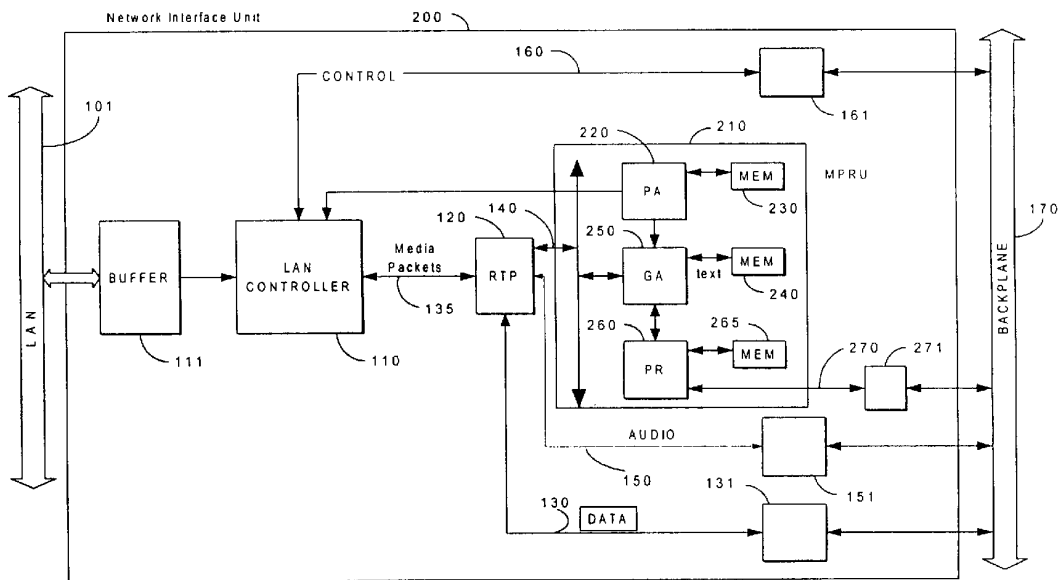 Network Interface Unit
200
160
CONTROL
161
101
220
210
PA
MEM
MPRU
230
170
120
140
250
Media
Packets
RTP
GA
text
MEM
240
BUFFER
LAN
CONTROLLER
135
LAN
BACKPLANE
111
110
260
265
PR
MEM
270
271
AUDIO
150
151
130
DATA
131